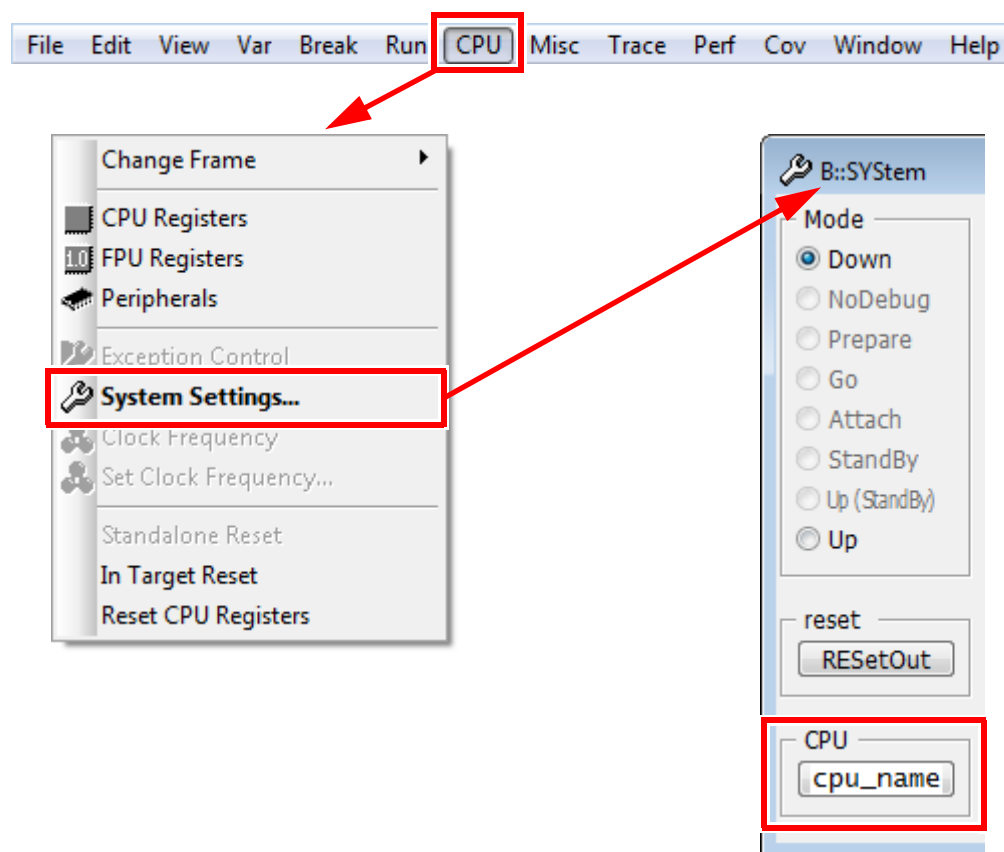 File Edit View Var Break Run CPU Misc Trace Perf Cov Window Help
Change Frame
CPU Registers
1.0 FPU Registers
Peripherals
Exception Control
System Settings...
Clock Frequency
Set Clock Frequency...
Standalone Reset
In Target Reset
Reset CPU Registers
B::SYStem
Mode
Down
NoDebug
Prepare
Go
Attach
StandBy
Up (StandBy)
Up
reset
RESetOut
CPU
cpu_name